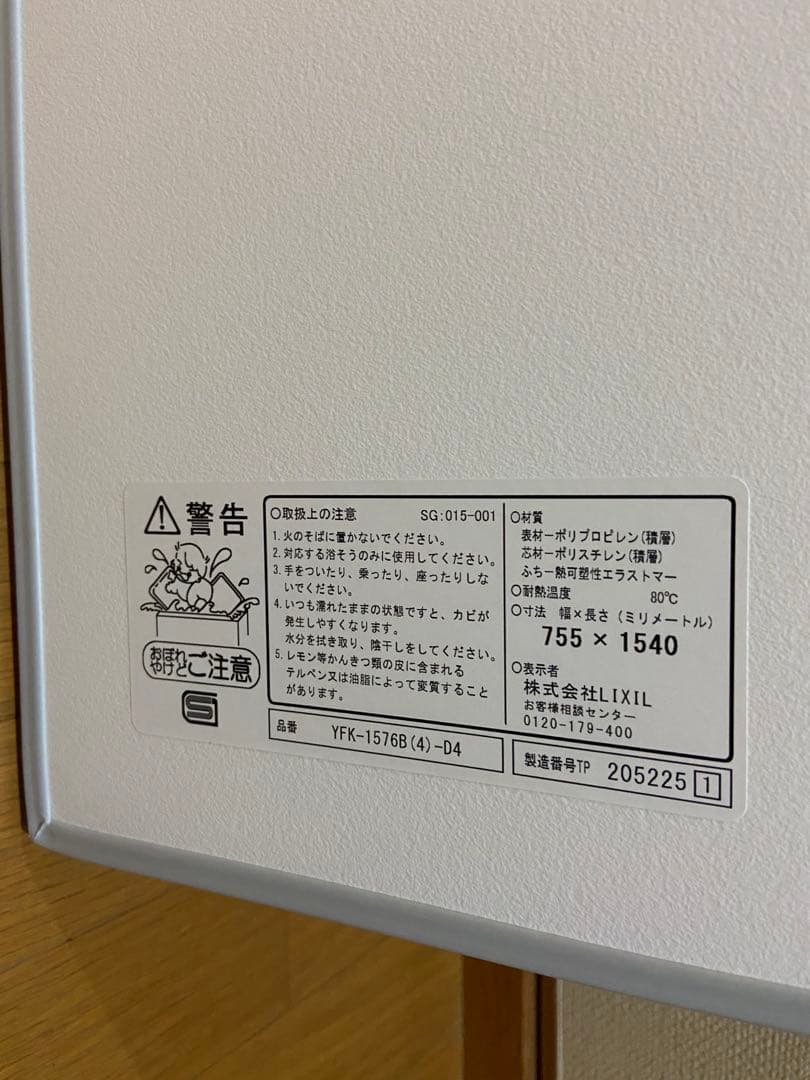 警告
おぼれ
やけど
ご注意
○取扱上の注意 SG:015-001
1.火のそばに置かないでください。
2.対応する浴そうのみに使用してください。
3.手をついたり、乗ったり、座ったりしな
いでください。
4.いつも濡れたままの状態ですと、カビが
発生しやすくなります。
水分を拭き取り、陰干しをしてください。
5.レモン等かんきつ類の皮に含まれる
テルペン又は油脂によって変質すること
があります。
○材質
表材ーポリプロピレン(積層)
芯材ーポリスチレン(積層)
ふちー熱可塑性エラストマー
○耐熱温度 80℃
○寸法 幅×長さ(ミリメートル)
755 × 1540
○表示者
株式会社LIXIL
お客様相談センター
0120-179-400
品番 YFK-1576B(4)-D4
製造番号TP 205225 1